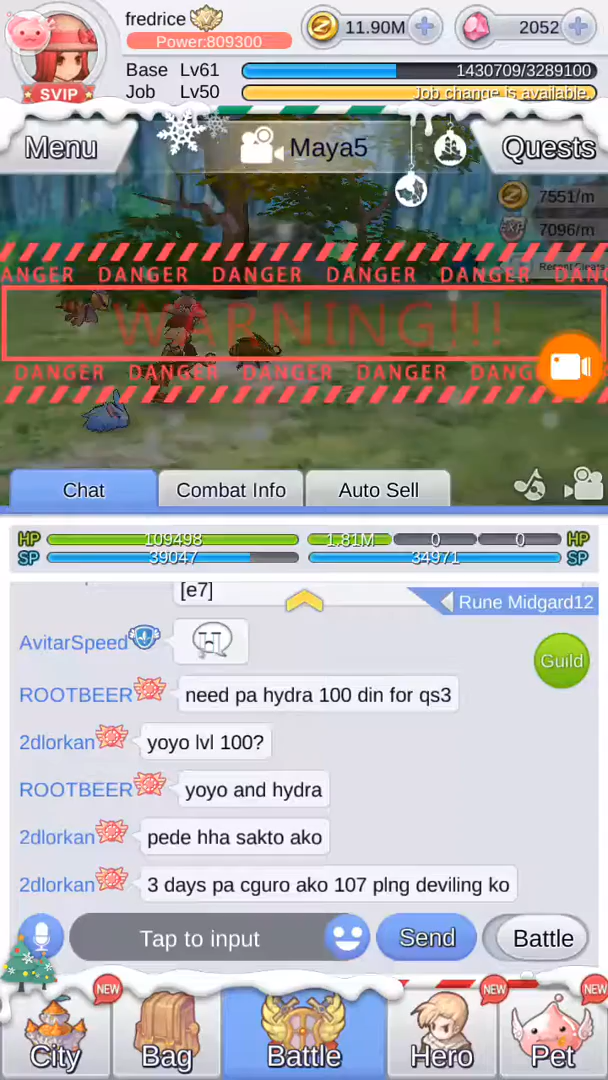 fredrice
Power:809300
11.90M
2052
SVIP
Base Lv61
1430709/3289100
Job Lv50
Job change is available.
Menu
Maya5
Quests
7551/m
7096/m
ANGER DANGER DANGER DANGER DANGER DANG
WARNING!!!
DANGER DANGER DANGER DANGER DANGE
Chat
Combat Info
Auto Sell
HP 109498 1.81M 0 0 HP
SP 39047 34971 SP
[e7]
Rune Midgard12
AvitarSpeed
H
Guild
ROOTBEER need pa hydra 100 din for qs3
2dlorkan yoyo lvl 100?
ROOTBEER yoyo and hydra
2dlorkan pede hha sakto ako
2dlorkan 3 days pa cguro ako 107 plng deviling ko
Tap to input
Send
Battle
NEW
NEW
NEW
City
Bag
Battle
Hero
Pet